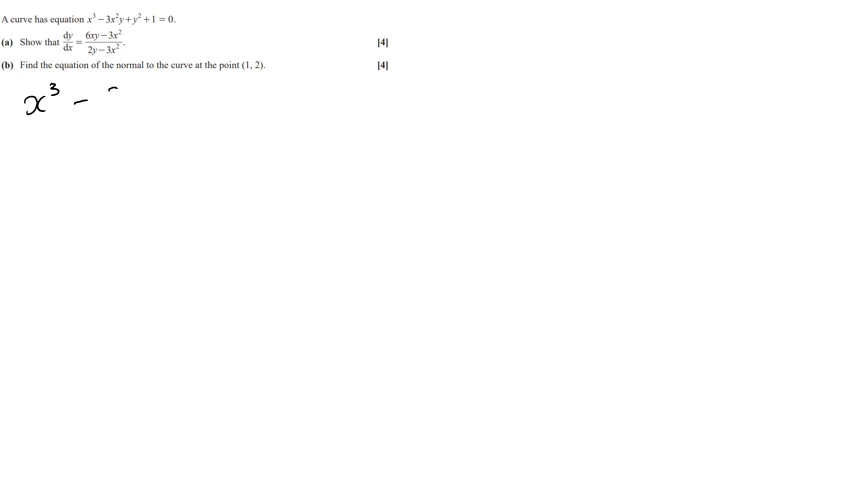 A curve has equation x³ − 3x²y + y² + 1 = 0.
(a) Show that dy/dx = (6xy − 3x²)/(2y − 3x²). [4]
(b) Find the equation of the normal to the curve at the point (1, 2). [4]
x³ −